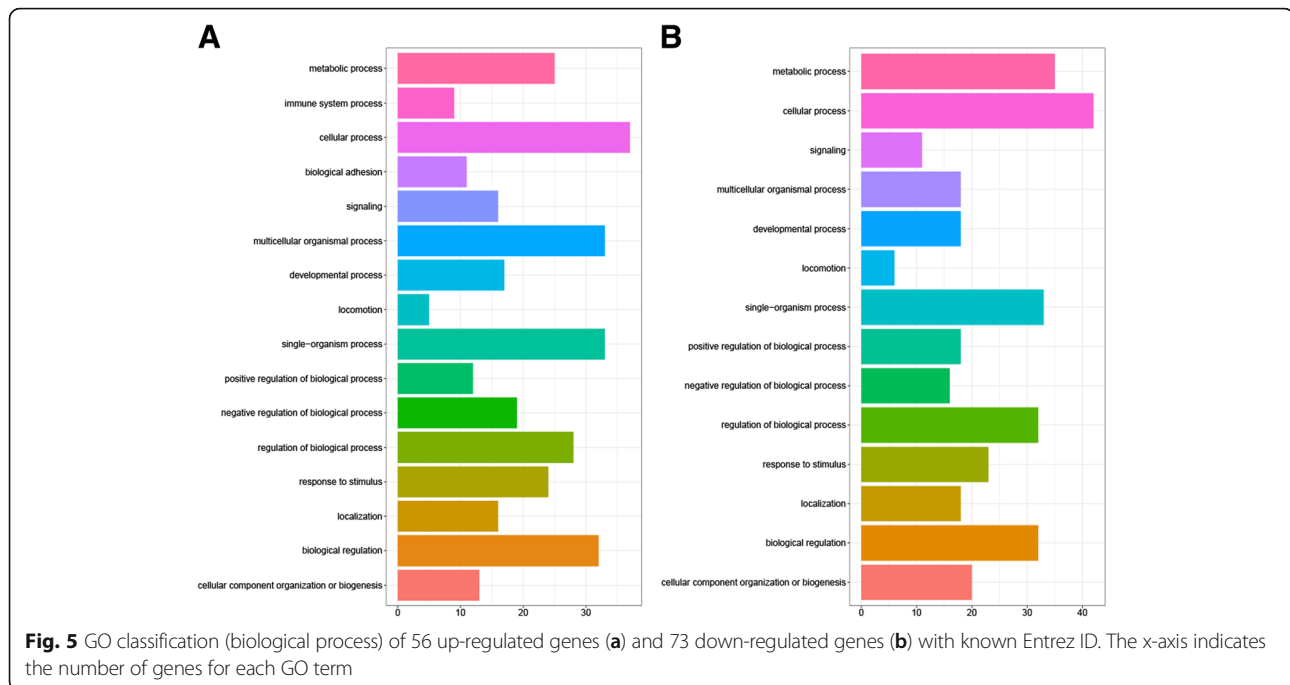 A
metabolic process
immune system process
cellular process
biological adhesion
signaling
multicellular organismal process
developmental process
locomotion
single−organism process
positive regulation of biological process
negative regulation of biological process
regulation of biological process
response to stimulus
localization
biological regulation
cellular component organization or biogenesis
0 10 20 30
B
metabolic process
cellular process
signaling
multicellular organismal process
developmental process
locomotion
single−organism process
positive regulation of biological process
negative regulation of biological process
regulation of biological process
response to stimulus
localization
biological regulation
cellular component organization or biogenesis
0 10 20 30 40
Fig. 5 GO classification (biological process) of 56 up-regulated genes (a) and 73 down-regulated genes (b) with known Entrez ID. The x-axis indicates
the number of genes for each GO term